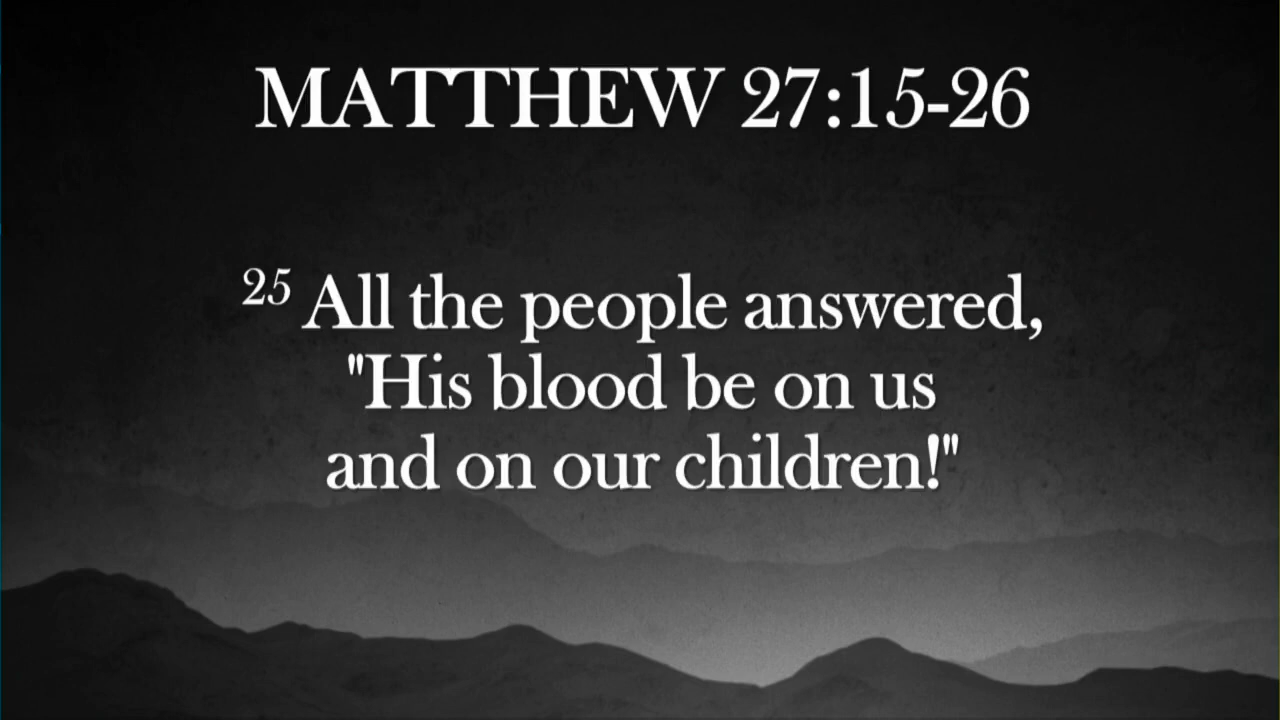 MATTHEW 27:15-26
25 All the people answered,
"His blood be on us
and on our children!"